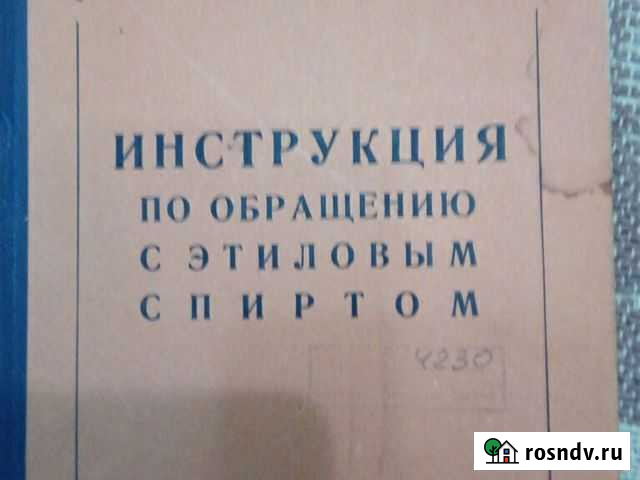 ИНСТРУКЦИЯ
ПО ОБРАЩЕНИЮ
С ЭТИЛОВЫМ
СПИРТОМ
4230
rosndv.ru